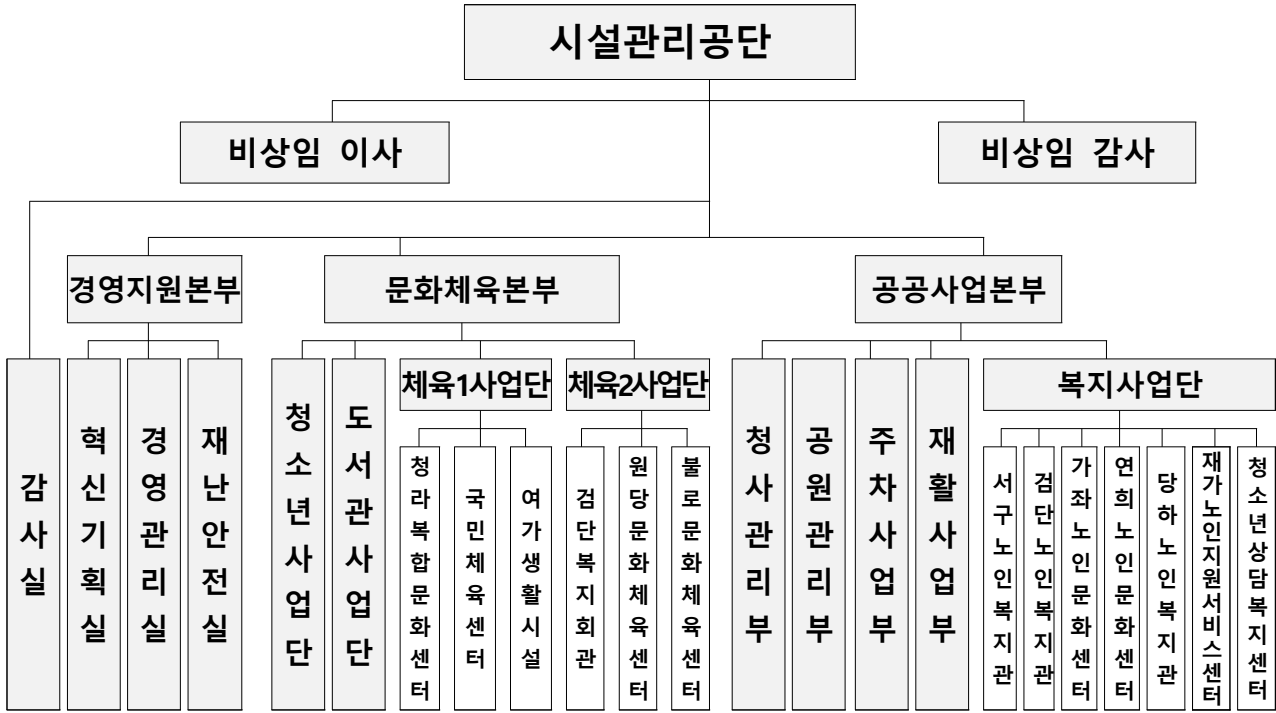 시설관리공단
비상임 이사
비상임 감사
경영지원본부
문화체육본부
공공사업본부
감사실
혁신기획실
경영관리실
재난안전실
청소년사업단
도서관사업단
체육1사업단
청라복합문화센터
국민체육센터
여가생활시설
체육2사업단
검단복지회관
원당문화체육센터
불로문화체육센터
청사관리부
공원관리부
주차사업부
재활사업부
복지사업단
서구노인복지관
검단노인복지관
가좌노인문화센터
연희노인문화센터
당하노인복지관
재가노인지원서비스센터
청소년상담복지센터